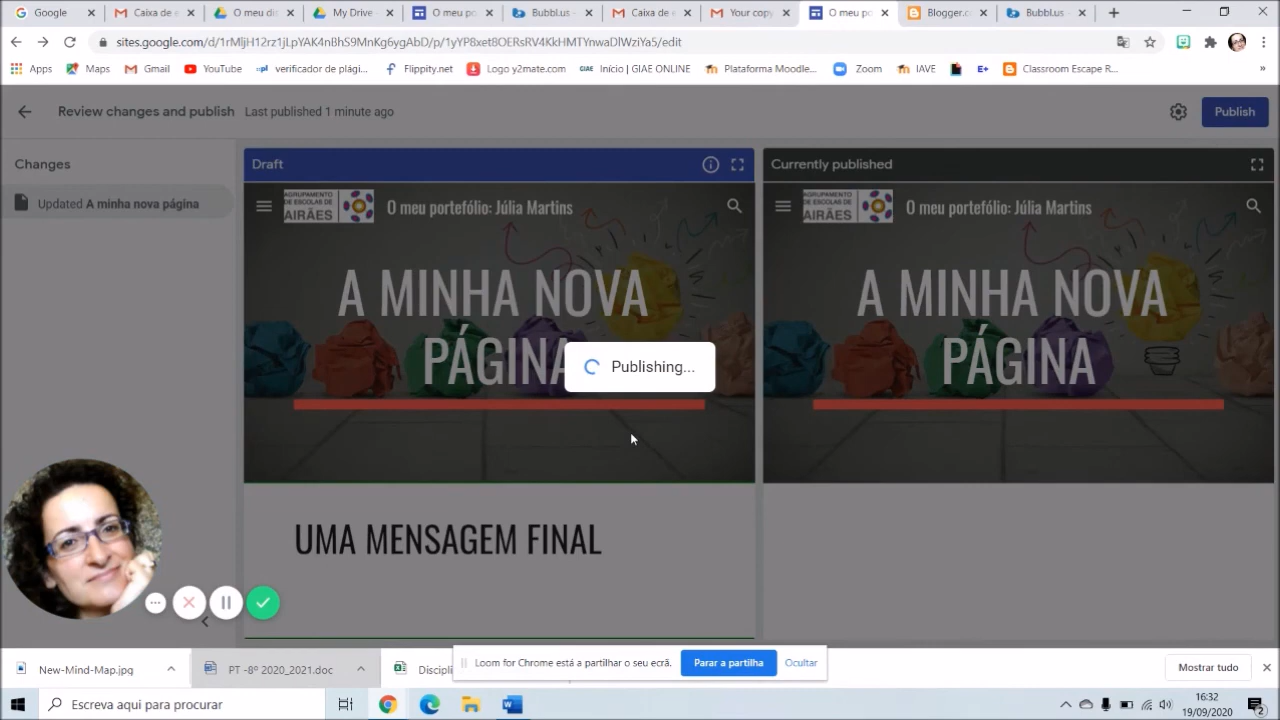 Google
Caixa de e
O meu di
My Drive -
O meu po
Bubbl.us -
Caixa de e
Your copy
O meu po
Blogger.c
Bubbl.us -
sites.google.com/d/1rMljH12rz1jLpYAK4nBhS9MnKg6ygAbD/p/1yYP8xet8OERsRV4KkHMTYnwaDlWziYa5/edit
Apps
Maps
Gmail
YouTube
verificador de plági...
Flippity.net
Logo y2mate.com
GIAE
Início | GIAE ONLINE
Plataforma Moodle...
Zoom
IAVE
E+
Classroom Escape R...
»
Review changes and publish
Last published 1 minute ago
Publish
Changes
Updated A minha nova página
Draft
AGRUPAMENTO
DE ESCOLAS DE
AIRÃES
O meu portefólio: Júlia Martins
A MINHA NOVA
PÁGINA
UMA MENSAGEM FINAL
Currently published
AGRUPAMENTO
DE ESCOLAS DE
AIRÃES
O meu portefólio: Júlia Martins
A MINHA NOVA
PÁGINA
Publishing...
New-Mind-Map.jpg
PT -8º 2020_2021.doc
Discipli
Loom for Chrome está a partilhar o seu ecrã.
Parar a partilha
Ocultar
Mostrar tudo
Escreva aqui para procurar
16:32
19/09/2020
2